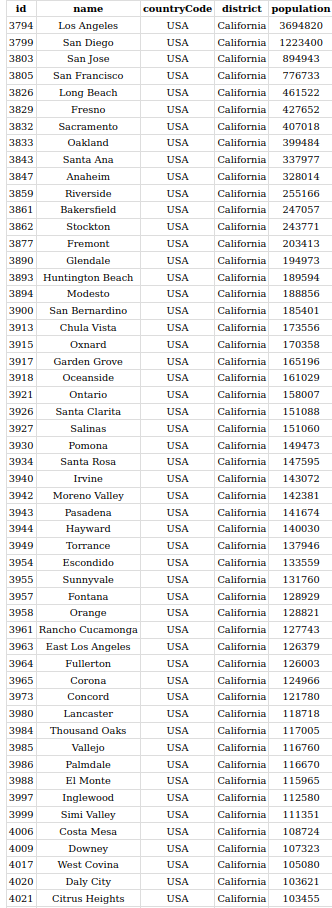 id name countryCode district population
3794 Los Angeles USA California 3694820
3799 San Diego USA California 1223400
3803 San Jose USA California 894943
3805 San Francisco USA California 776733
3826 Long Beach USA California 461522
3829 Fresno USA California 427652
3832 Sacramento USA California 407018
3833 Oakland USA California 399484
3843 Santa Ana USA California 337977
3847 Anaheim USA California 328014
3859 Riverside USA California 255166
3861 Bakersfield USA California 247057
3862 Stockton USA California 243771
3877 Fremont USA California 203413
3890 Glendale USA California 194973
3893 Huntington Beach USA California 189594
3894 Modesto USA California 188856
3900 San Bernardino USA California 185401
3913 Chula Vista USA California 173556
3915 Oxnard USA California 170358
3917 Garden Grove USA California 165196
3918 Oceanside USA California 161029
3921 Ontario USA California 158007
3926 Santa Clarita USA California 151088
3927 Salinas USA California 151060
3930 Pomona USA California 149473
3934 Santa Rosa USA California 147595
3940 Irvine USA California 143072
3942 Moreno Valley USA California 142381
3943 Pasadena USA California 141674
3944 Hayward USA California 140030
3949 Torrance USA California 137946
3954 Escondido USA California 133559
3955 Sunnyvale USA California 131760
3957 Fontana USA California 128929
3958 Orange USA California 128821
3961 Rancho Cucamonga USA California 127743
3963 East Los Angeles USA California 126379
3964 Fullerton USA California 126003
3965 Corona USA California 124966
3973 Concord USA California 121780
3980 Lancaster USA California 118718
3984 Thousand Oaks USA California 117005
3985 Vallejo USA California 116760
3986 Palmdale USA California 116670
3988 El Monte USA California 115965
3997 Inglewood USA California 112580
3999 Simi Valley USA California 111351
4006 Costa Mesa USA California 108724
4009 Downey USA California 107323
4017 West Covina USA California 105080
4020 Daly City USA California 103621
4021 Citrus Heights USA California 103455